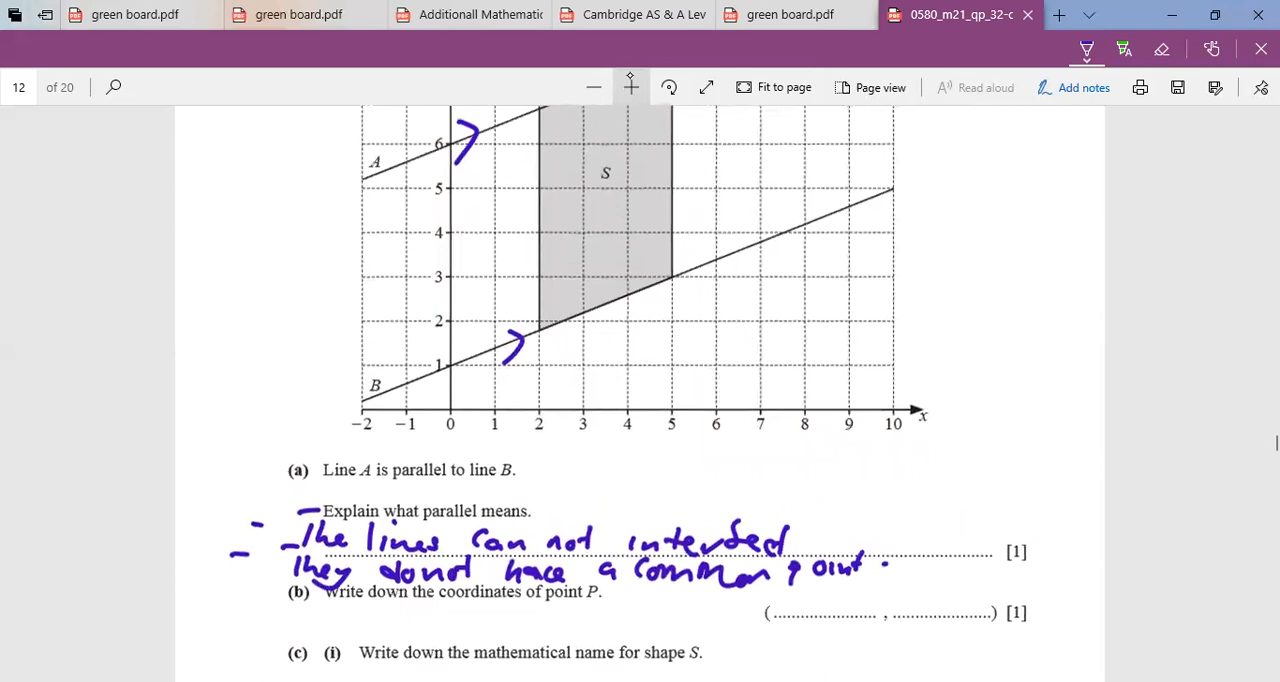 green board.pdf
green board.pdf
Additionall Mathematic
Cambridge AS & A Lev
green board.pdf
0580_m21_qp_32-c
12 of 20
Fit to page
Page view
Read aloud
Add notes
6
A
S
5
4
3
2
1
B
−2 −1 0 1 2 3 4 5 6 7 8 9 10 x
(a) Line A is parallel to line B.
Explain what parallel means.
The lines can not intersect
[1]
They do not have a common point.
(b) Write down the coordinates of point P.
( ...................... , ...................... ) [1]
(c) (i) Write down the mathematical name for shape S.